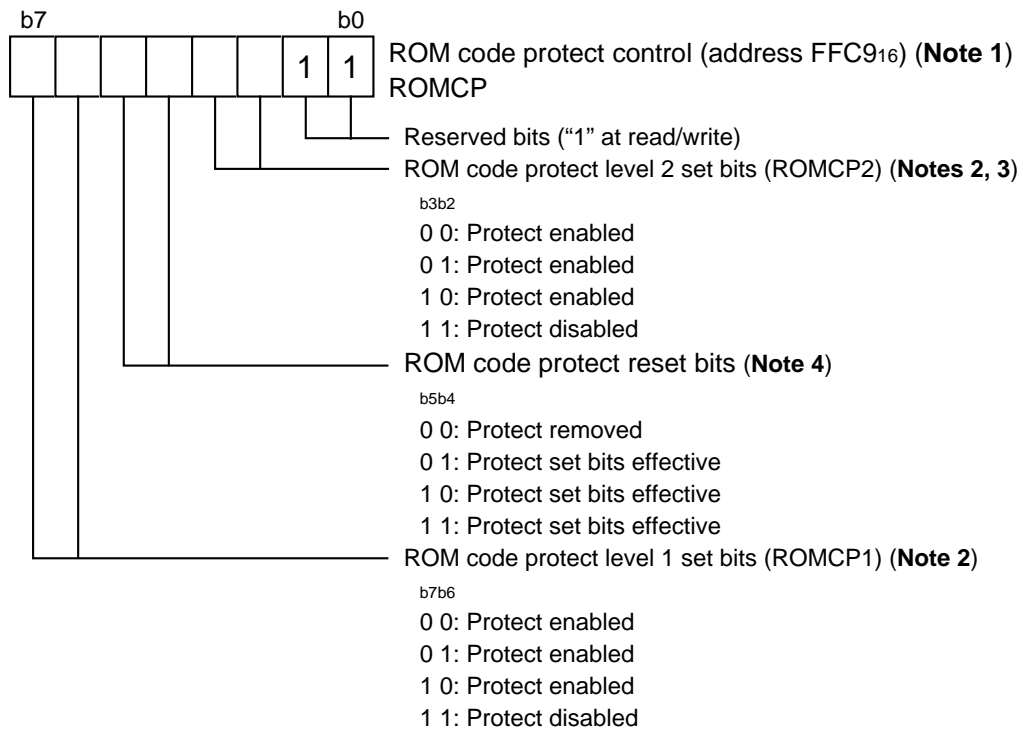 b7 b0
1 1
ROM code protect control (address FFC916) (Note 1)
ROMCP
Reserved bits (“1” at read/write)
ROM code protect level 2 set bits (ROMCP2) (Notes 2, 3)
b3b2
0 0: Protect enabled
0 1: Protect enabled
1 0: Protect enabled
1 1: Protect disabled
ROM code protect reset bits (Note 4)
b5b4
0 0: Protect removed
0 1: Protect set bits effective
1 0: Protect set bits effective
1 1: Protect set bits effective
ROM code protect level 1 set bits (ROMCP1) (Note 2)
b7b6
0 0: Protect enabled
0 1: Protect enabled
1 0: Protect enabled
1 1: Protect disabled